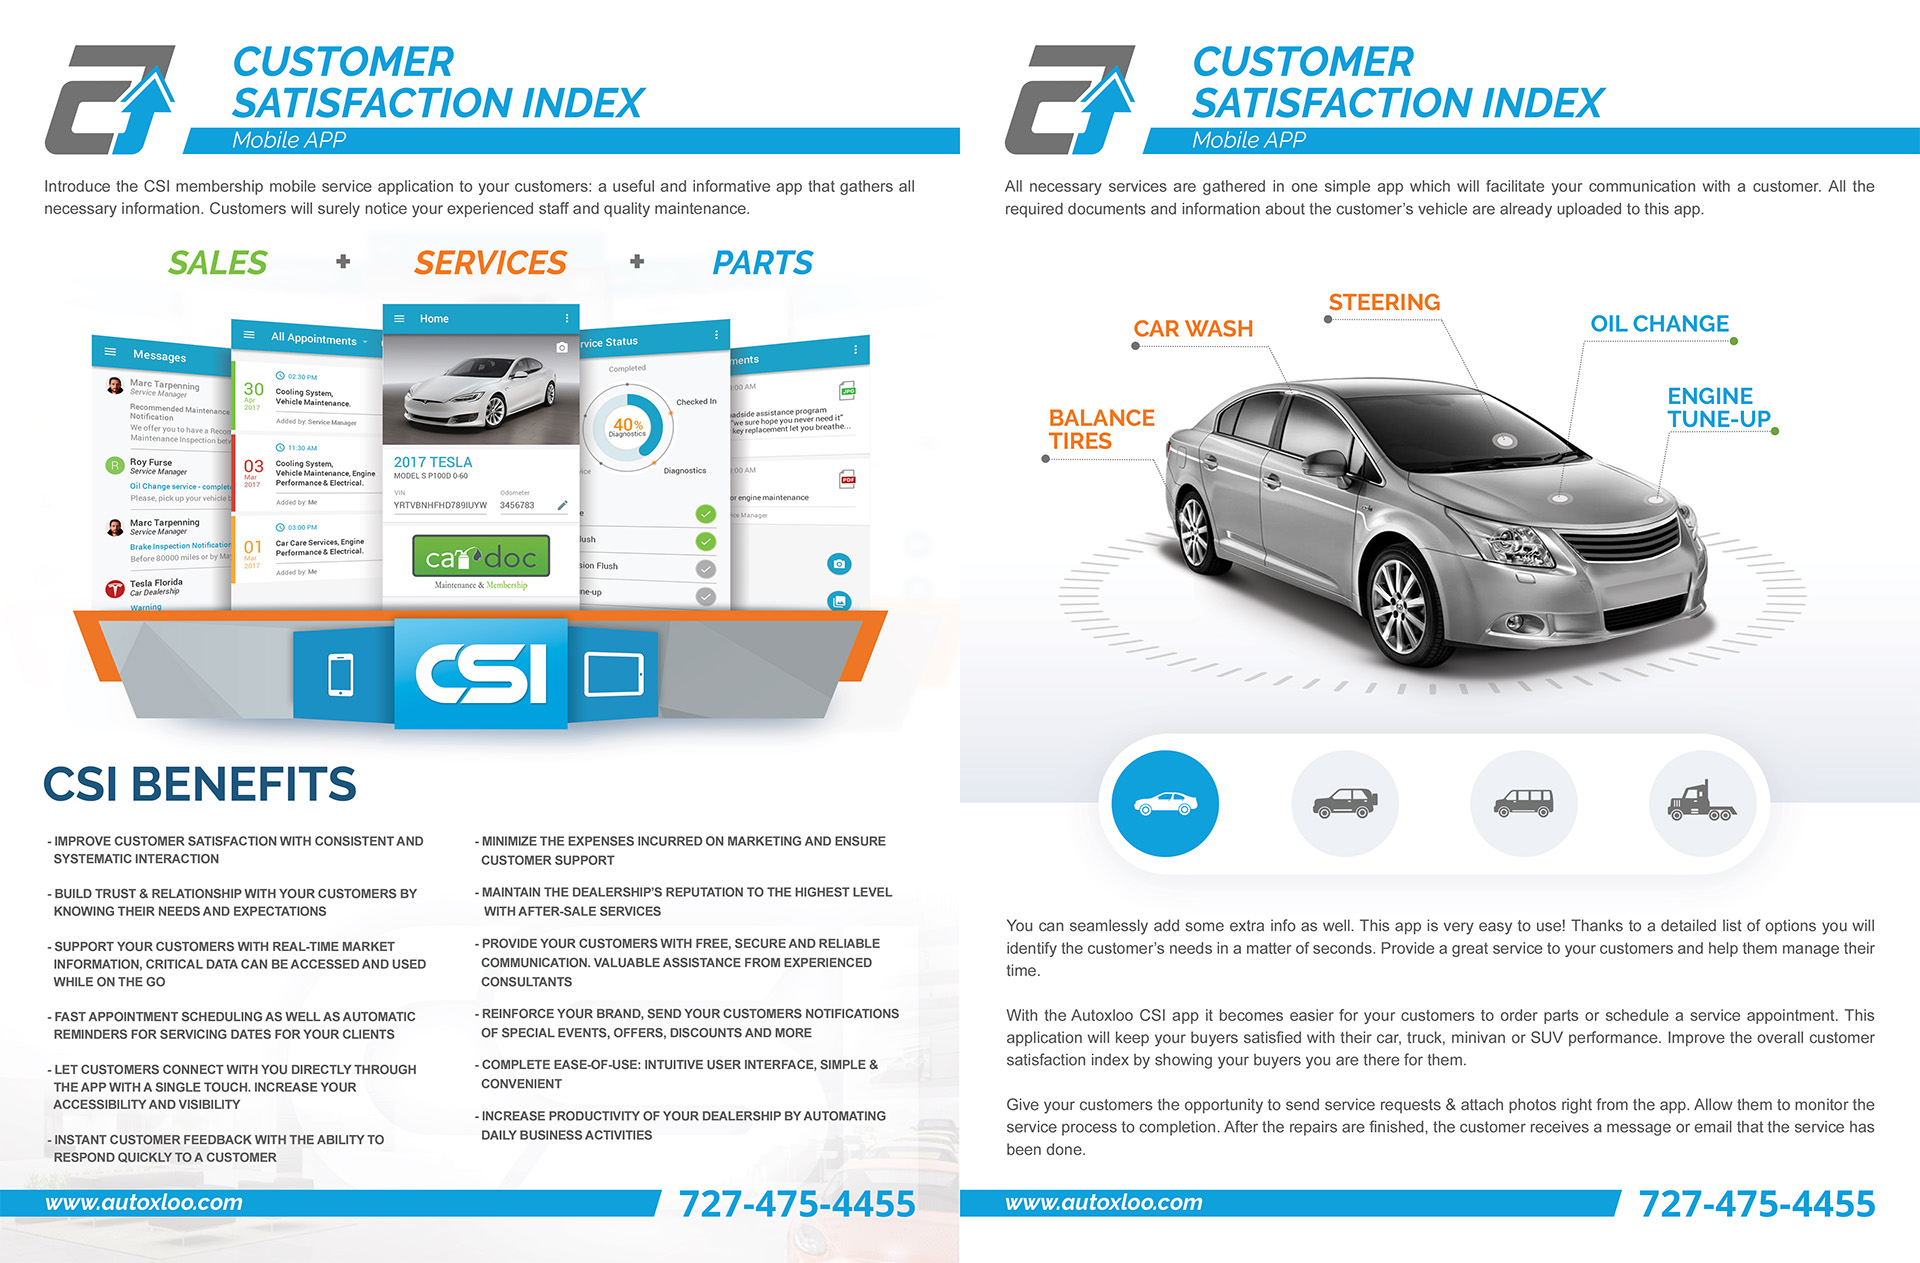 CUSTOMER
SATISFACTION INDEX
Mobile APP
Introduce the CSI membership mobile service application to your customers: a useful and informative app that gathers all
necessary information. Customers will surely notice your experienced staff and quality maintenance.
SALES + SERVICES + PARTS
Messages
Marc Tarpenning
Service Manager
Recommended Maintenance
Notification
We offer you to have a
Maintenance Inspection
R
Roy Furse
Service Manager
Oil Change service -
Please, pick up your vehicle
Marc Tarpenning
Service Manager
Brake Inspection
Before 80000 miles or by
Tesla Florida
Car Dealership
Warning
All Appointments
30
Apr
2017
02:30 PM
Cooling System,
Vehicle Maintenance.
Added by: Service Manager
03
Mar
2017
11:30 AM
Cooling System,
Vehicle Maintenance, Engine
Performance & Electrical.
Added by: Me
01
Mar
2017
03:00 PM
Car Care Services, Engine
Performance & Electrical.
Added by: Me
Home
2017 TESLA
MODEL S P100D 0-60
VIN
YRTVBNHFHD789IUYW
Odometer
3456783
car doc
Maintenance & Membership
Status
Completed
Checked In
40%
Diagnostics
Diagnostics
Flush
JPG
assistance program
"we sure hope you never need it"
key replacement let you breathe...
PDF
engine maintenance
Manager
CSI
CSI BENEFITS
- IMPROVE CUSTOMER SATISFACTION WITH CONSISTENT AND
SYSTEMATIC INTERACTION
- BUILD TRUST & RELATIONSHIP WITH YOUR CUSTOMERS BY
KNOWING THEIR NEEDS AND EXPECTATIONS
- SUPPORT YOUR CUSTOMERS WITH REAL-TIME MARKET
INFORMATION, CRITICAL DATA CAN BE ACCESSED AND USED
WHILE ON THE GO
- FAST APPOINTMENT SCHEDULING AS WELL AS AUTOMATIC
REMINDERS FOR SERVICING DATES FOR YOUR CLIENTS
- LET CUSTOMERS CONNECT WITH YOU DIRECTLY THROUGH
THE APP WITH A SINGLE TOUCH. INCREASE YOUR
ACCESSIBILITY AND VISIBILITY
- INSTANT CUSTOMER FEEDBACK WITH THE ABILITY TO
RESPOND QUICKLY TO A CUSTOMER
- MINIMIZE THE EXPENSES INCURRED ON MARKETING AND ENSURE
CUSTOMER SUPPORT
- MAINTAIN THE DEALERSHIP'S REPUTATION TO THE HIGHEST LEVEL
WITH AFTER-SALE SERVICES
- PROVIDE YOUR CUSTOMERS WITH FREE, SECURE AND RELIABLE
COMMUNICATION. VALUABLE ASSISTANCE FROM EXPERIENCED
CONSULTANTS
- REINFORCE YOUR BRAND, SEND YOUR CUSTOMERS NOTIFICATIONS
OF SPECIAL EVENTS, OFFERS, DISCOUNTS AND MORE
- COMPLETE EASE-OF-USE: INTUITIVE USER INTERFACE, SIMPLE &
CONVENIENT
- INCREASE PRODUCTIVITY OF YOUR DEALERSHIP BY AUTOMATING
DAILY BUSINESS ACTIVITIES
www.autoxloo.com
727-475-4455
CUSTOMER
SATISFACTION INDEX
Mobile APP
All necessary services are gathered in one simple app which will facilitate your communication with a customer. All the
required documents and information about the customer's vehicle are already uploaded to this app.
STEERING
CAR WASH
OIL CHANGE
ENGINE
TUNE-UP
BALANCE
TIRES
You can seamlessly add some extra info as well. This app is very easy to use! Thanks to a detailed list of options you will
identify the customer's needs in a matter of seconds. Provide a great service to your customers and help them manage their
time.
With the Autoxloo CSI app it becomes easier for your customers to order parts or schedule a service appointment. This
application will keep your buyers satisfied with their car, truck, minivan or SUV performance. Improve the overall customer
satisfaction index by showing your buyers you are there for them.
Give your customers the opportunity to send service requests & attach photos right from the app. Allow them to monitor the
service process to completion. After the repairs are finished, the customer receives a message or email that the service has
been done.
www.autoxloo.com
727-475-4455